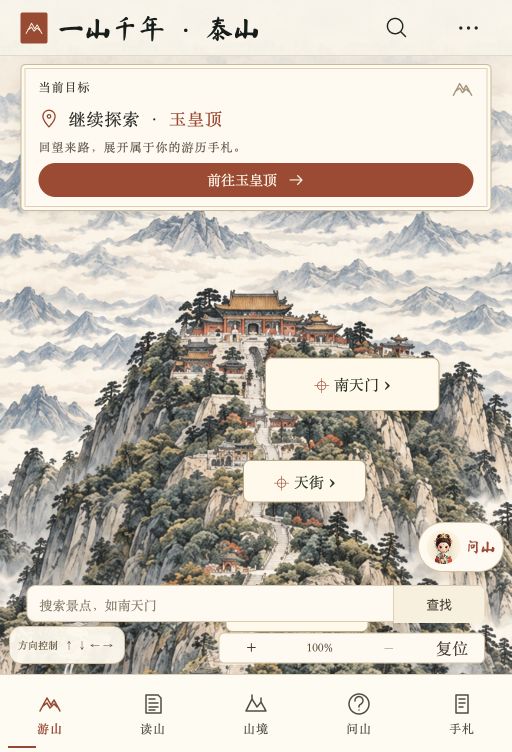 一山千年 · 泰山
当前目标
继续探索 · 玉皇顶
回望来路，展开属于你的游历手札。
前往玉皇顶 →
南天门 ›
天街 ›
问山
搜索景点，如南天门 查找
方向控制 ↑ ↓ ← →
+ 100% — 复位
游山 读山 山境 问山 手札